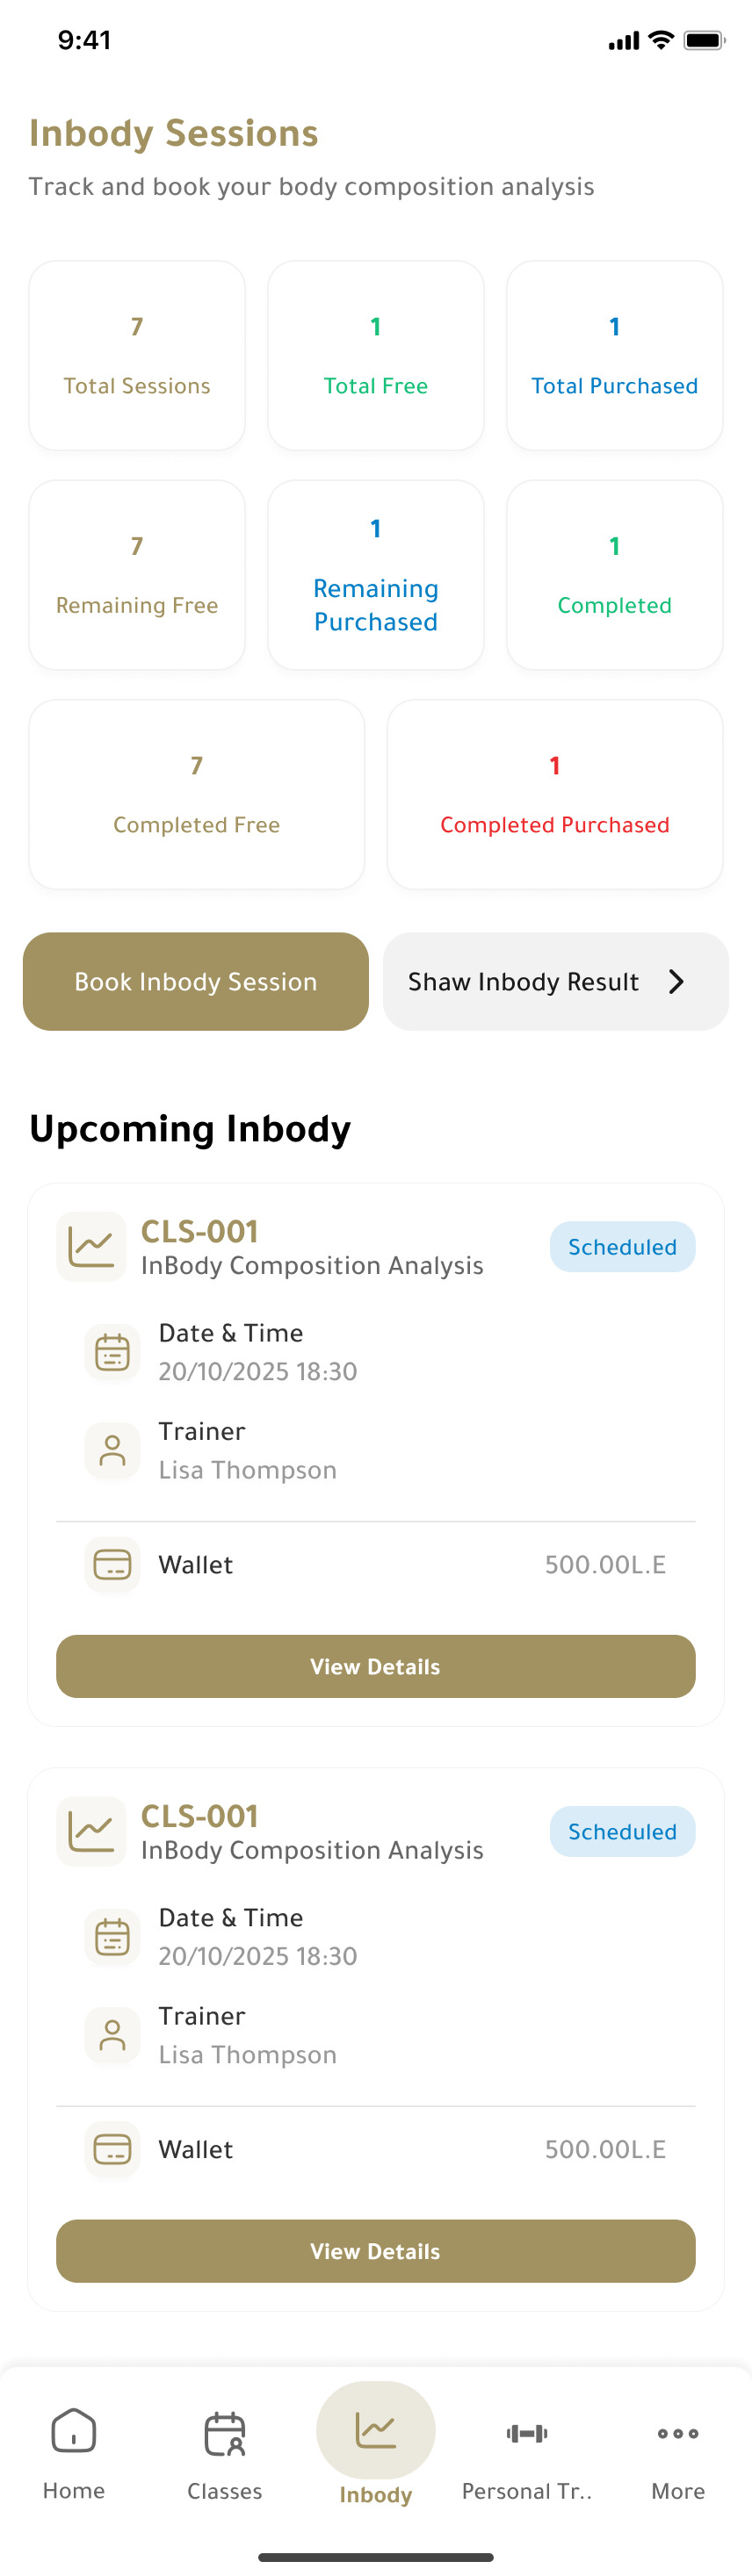 9:41
Inbody Sessions
Track and book your body composition analysis
7
Total Sessions
1
Total Free
1
Total Purchased
7
Remaining Free
1
Remaining
Purchased
1
Completed
7
Completed Free
1
Completed Purchased
Book Inbody Session
Shaw Inbody Result
Upcoming Inbody
CLS-001
InBody Composition Analysis
Scheduled
Date & Time
20/10/2025 18:30
Trainer
Lisa Thompson
Wallet
500.00L.E
View Details
CLS-001
InBody Composition Analysis
Scheduled
Date & Time
20/10/2025 18:30
Trainer
Lisa Thompson
Wallet
500.00L.E
View Details
Home
Classes
Inbody
Personal Tr..
More